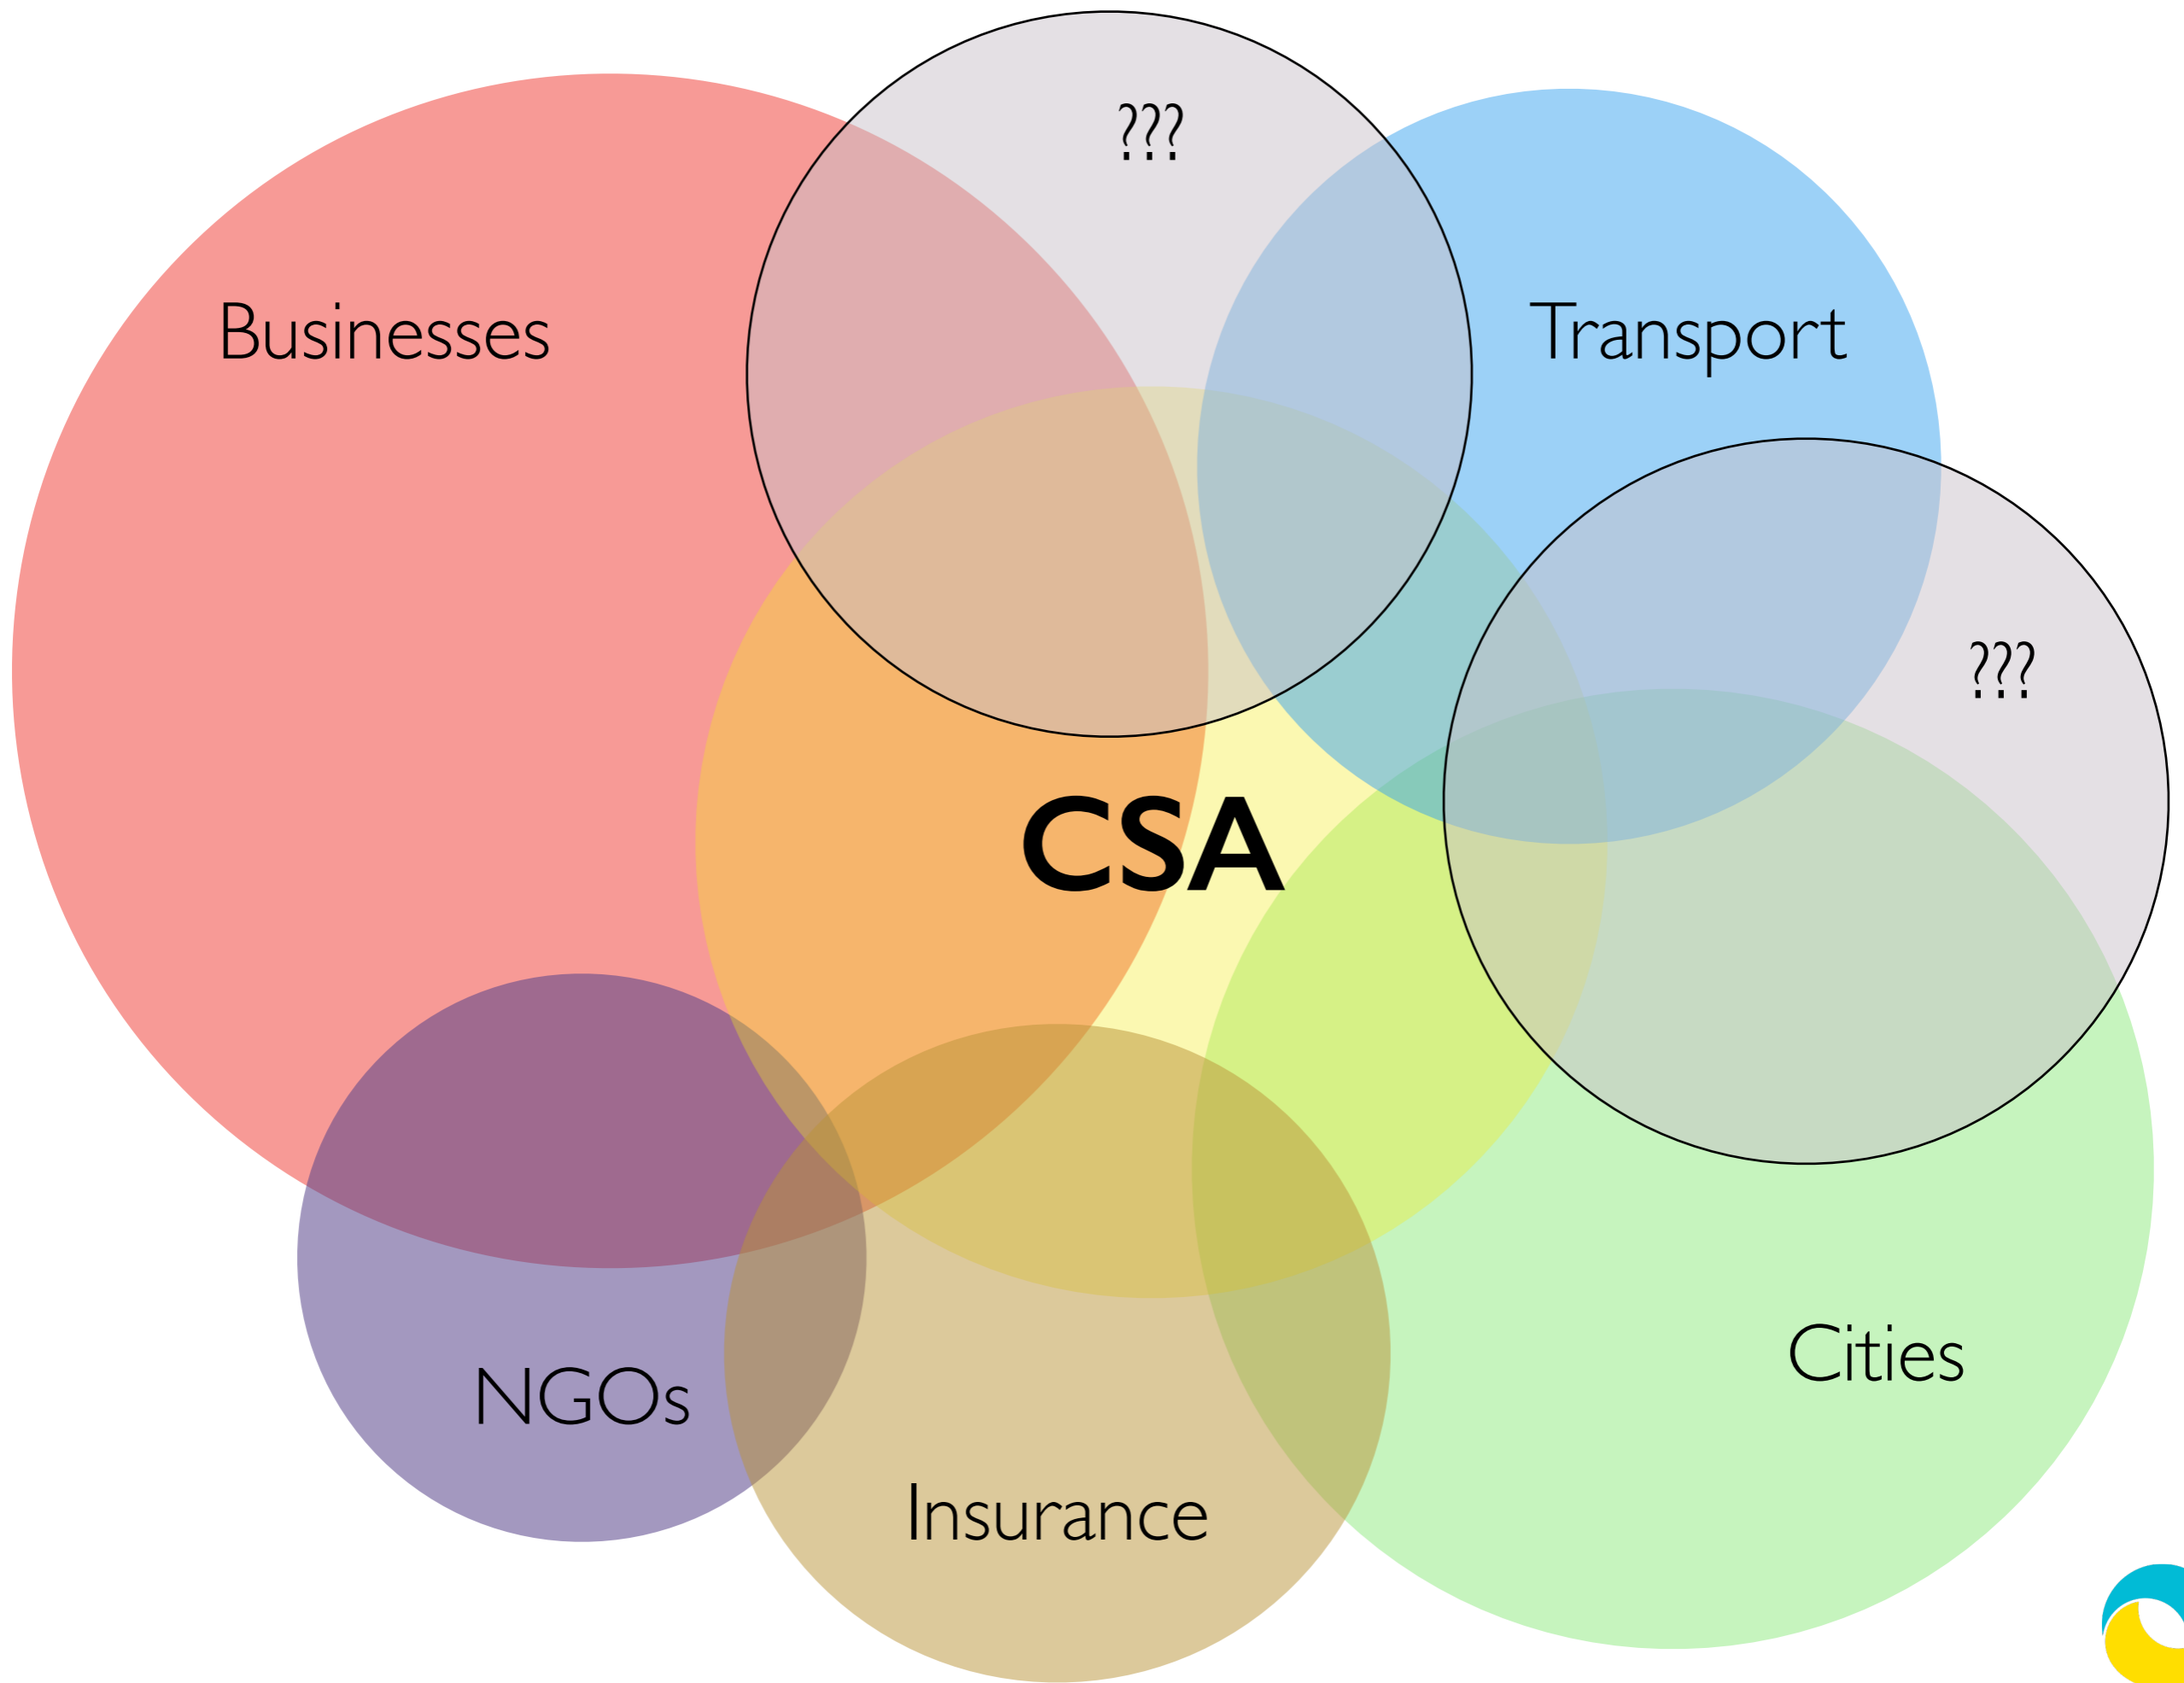 ???
Businesses
Transport
???
CSA
Cities
NGOs
Insurance